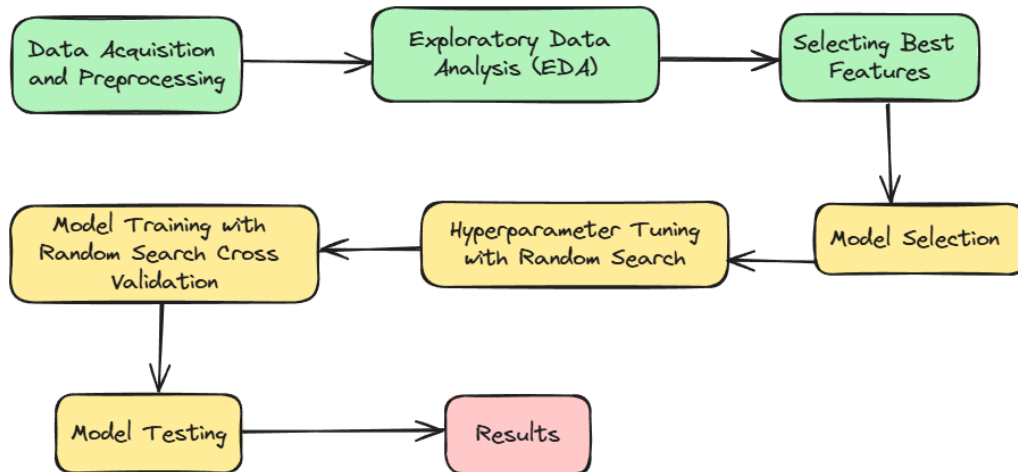 Data Acquisition
and Preprocessing
Exploratory Data
Analysis (EDA)
Selecting Best
Features
Model Selection
Hyperparameter Tuning
with Random Search
Model Training with
Random Search Cross
Validation
Model Testing
Results